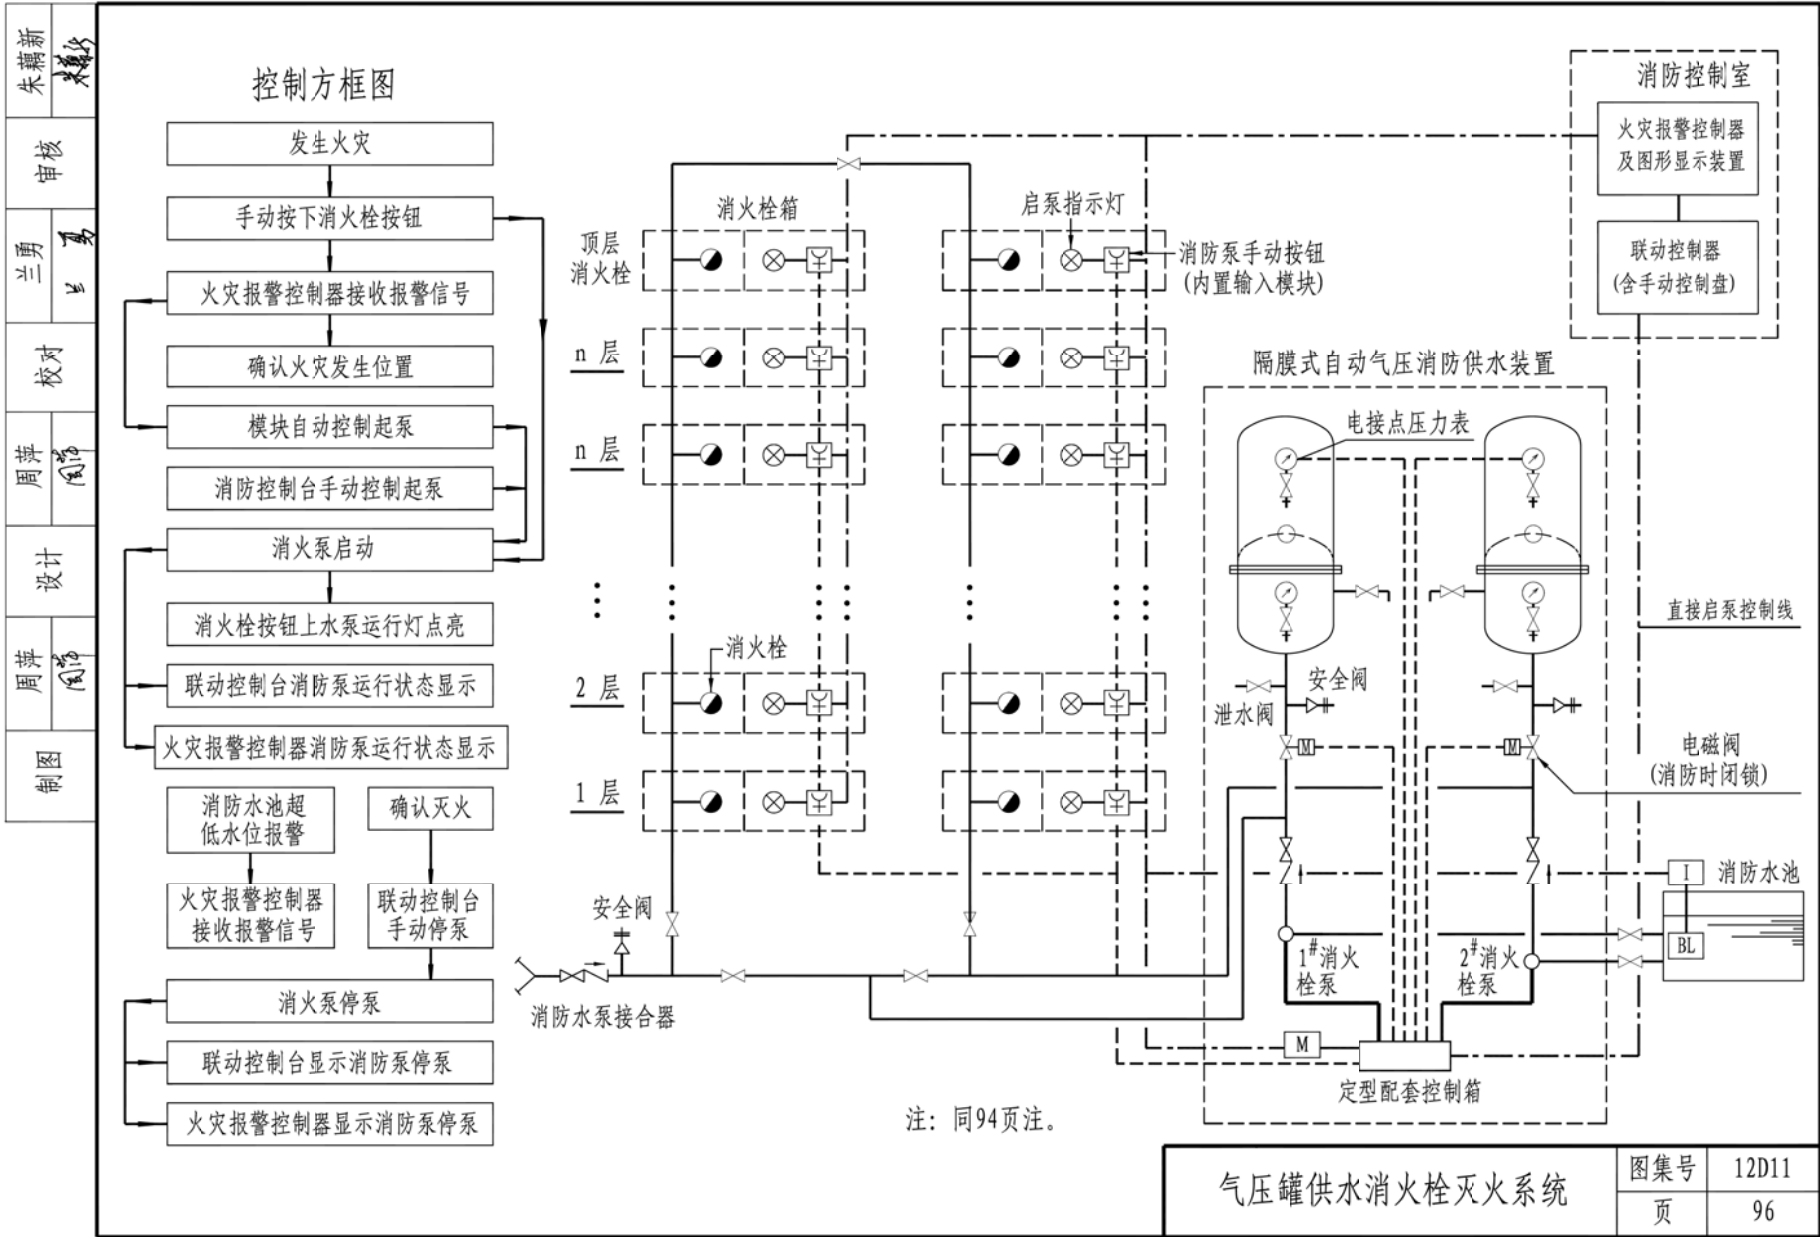 朱藕新
审核
兰勇
校对
周萍
设计
周萍
制图
控制方框图
发生火灾
手动按下消火栓按钮
火灾报警控制器接收报警信号
确认火灾发生位置
模块自动控制起泵
消防控制台手动控制起泵
消火泵启动
消火栓按钮上水泵运行灯点亮
联动控制台消防泵运行状态显示
火灾报警控制器消防泵运行状态显示
消防水池超
低水位报警
确认灭火
火灾报警控制器
接收报警信号
联动控制台
手动停泵
消火泵停泵
联动控制台显示消防泵停泵
火灾报警控制器显示消防泵停泵
消火栓箱
启泵指示灯
顶层
消火栓
消防泵手动按钮
(内置输入模块)
n 层
n 层
消火栓
2 层
1 层
安全阀
消防水泵接合器
消防控制室
火灾报警控制器
及图形显示装置
联动控制器
(含手动控制盘)
隔膜式自动气压消防供水装置
电接点压力表
直接启泵控制线
安全阀
泄水阀
M
M
电磁阀
(消防时闭锁)
I
消防水池
BL
1#消火
栓泵
2#消火
栓泵
M
定型配套控制箱
注：同94页注。
气压罐供水消火栓灭火系统
图集号
12D11
页
96